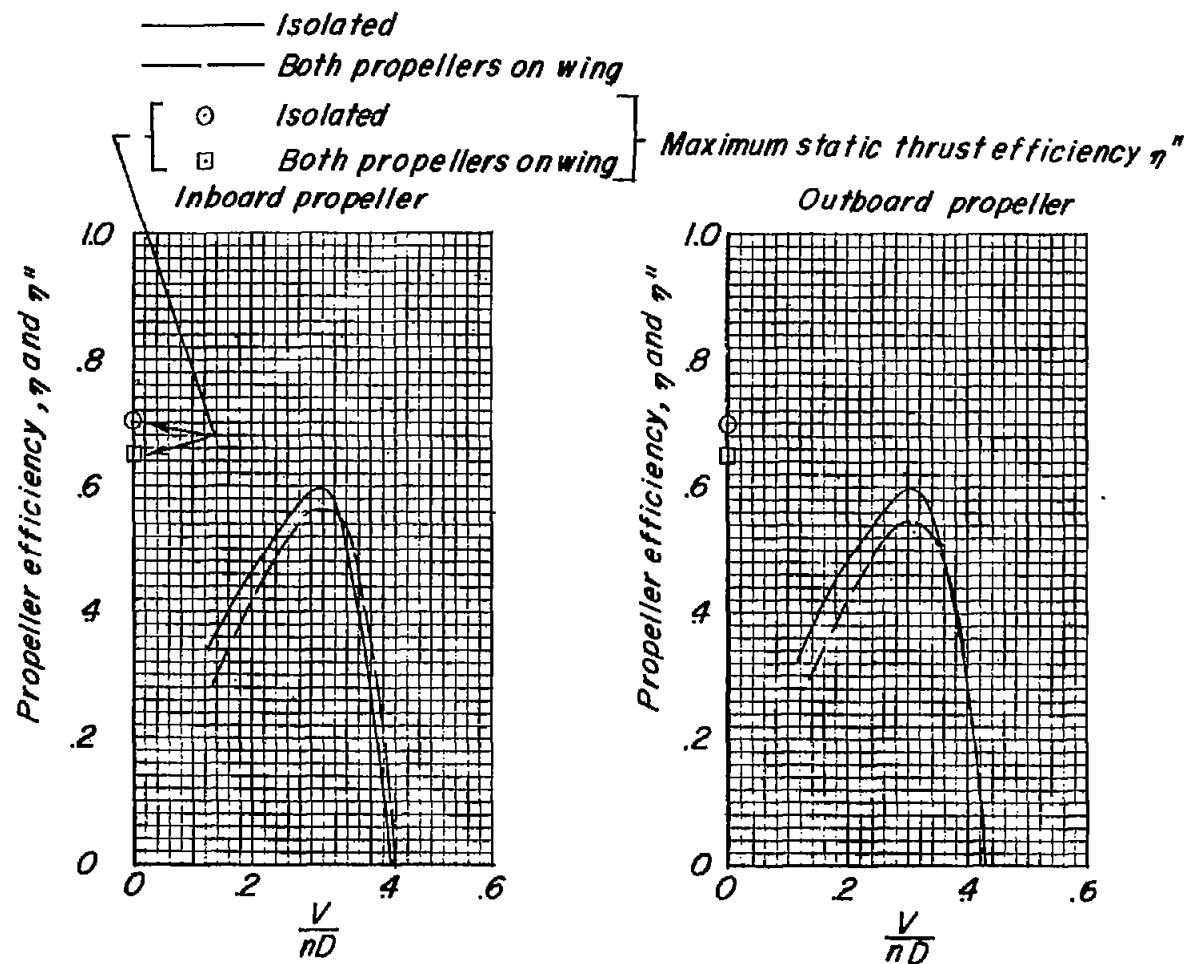 Isolated
Both propellers on wing
Isolated
Both propellers on wing
Maximum static thrust efficiency η"
Inboard propeller
Outboard propeller
Propeller efficiency, η and η"
1.0
.8
.6
.4
.2
0
0 .2 .4 .6
V
nD
Propeller efficiency, η and η"
1.0
.8
.6
.4
.2
0
0 .2 .4 .6
V
nD